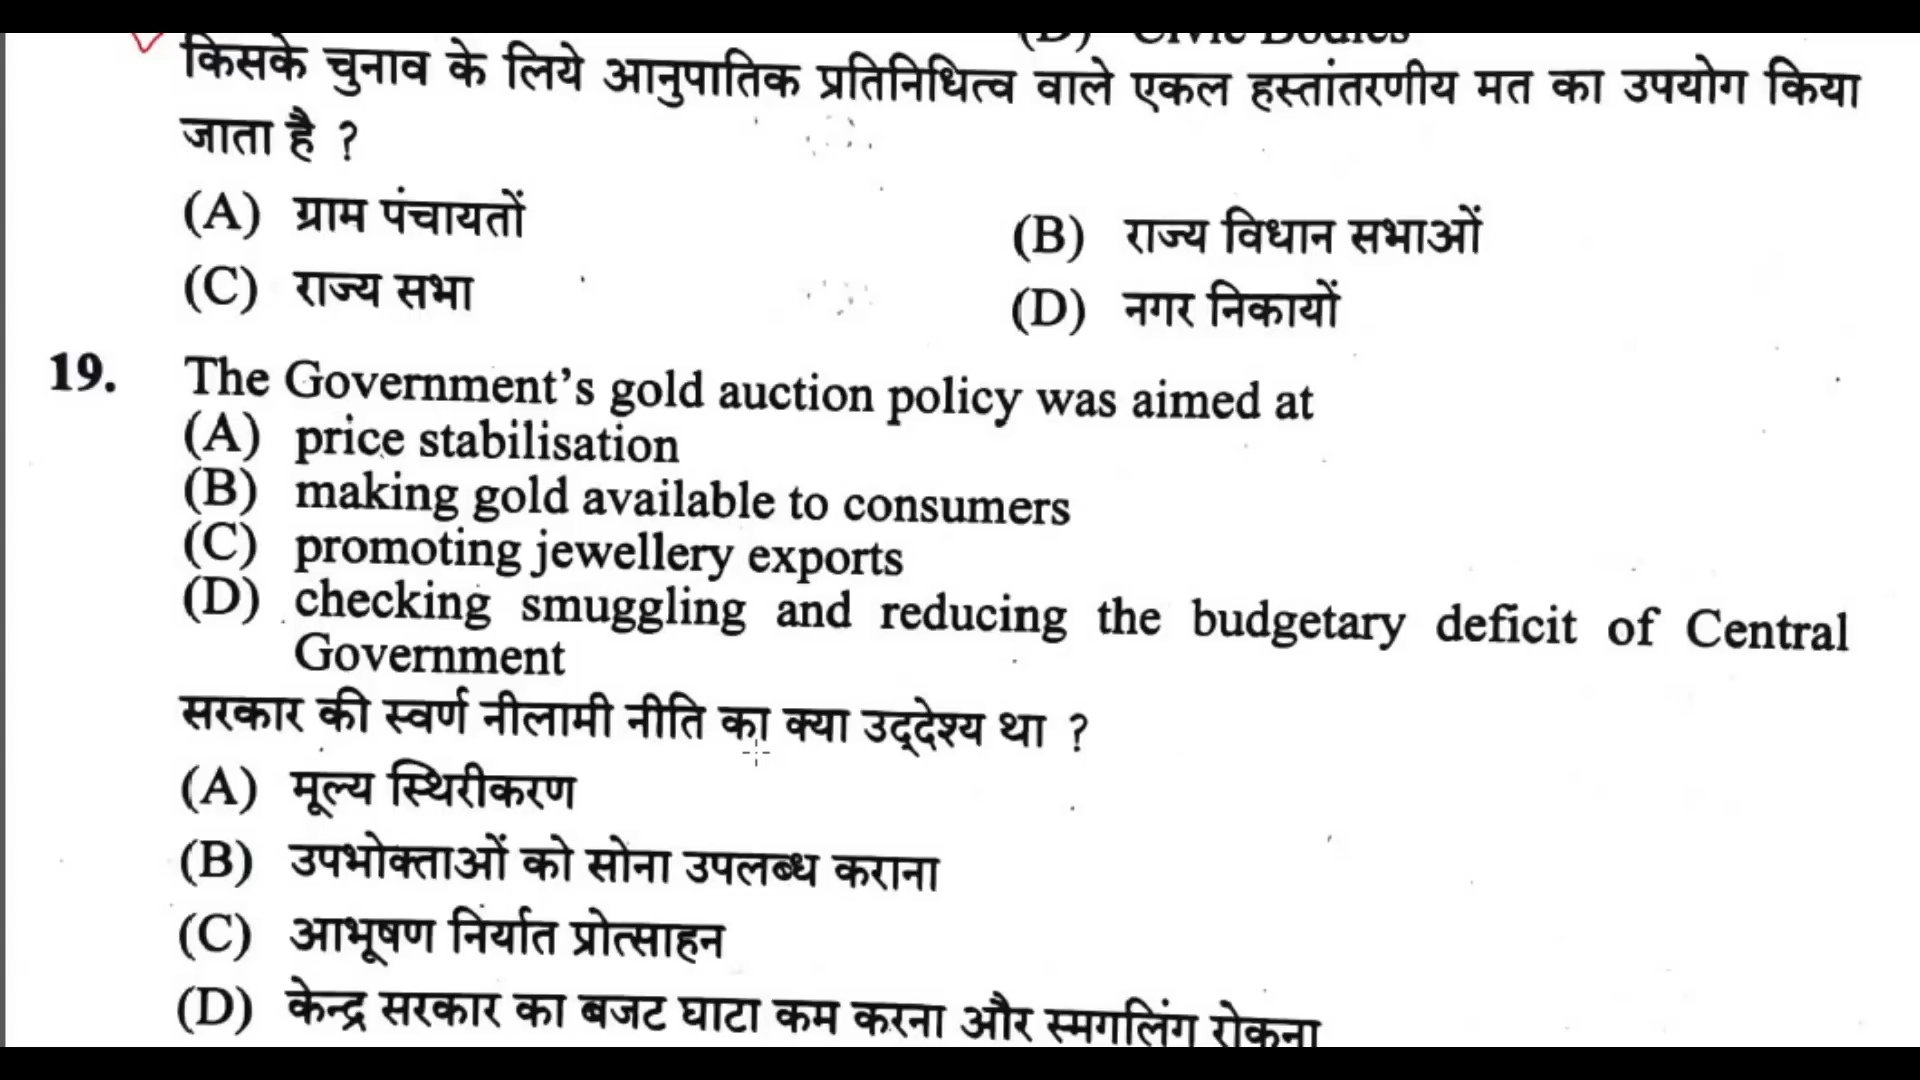 (D) Civic Bodies
किसके चुनाव के लिये आनुपातिक प्रतिनिधित्व वाले एकल हस्तांतरणीय मत का उपयोग किया
जाता है ?
(A) ग्राम पंचायतों
(B) राज्य विधान सभाओं
(C) राज्य सभा
(D) नगर निकायों
19. The Government's gold auction policy was aimed at
(A) price stabilisation
(B) making gold available to consumers
(C) promoting jewellery exports
(D) checking smuggling and reducing the budgetary deficit of Central
Government
सरकार की स्वर्ण नीलामी नीति का क्या उद्देश्य था ?
(A) मूल्य स्थिरीकरण
(B) उपभोक्ताओं को सोना उपलब्ध कराना
(C) आभूषण निर्यात प्रोत्साहन
(D) केन्द्र सरकार का बजट घाटा कम करना और स्मगलिंग रोकना